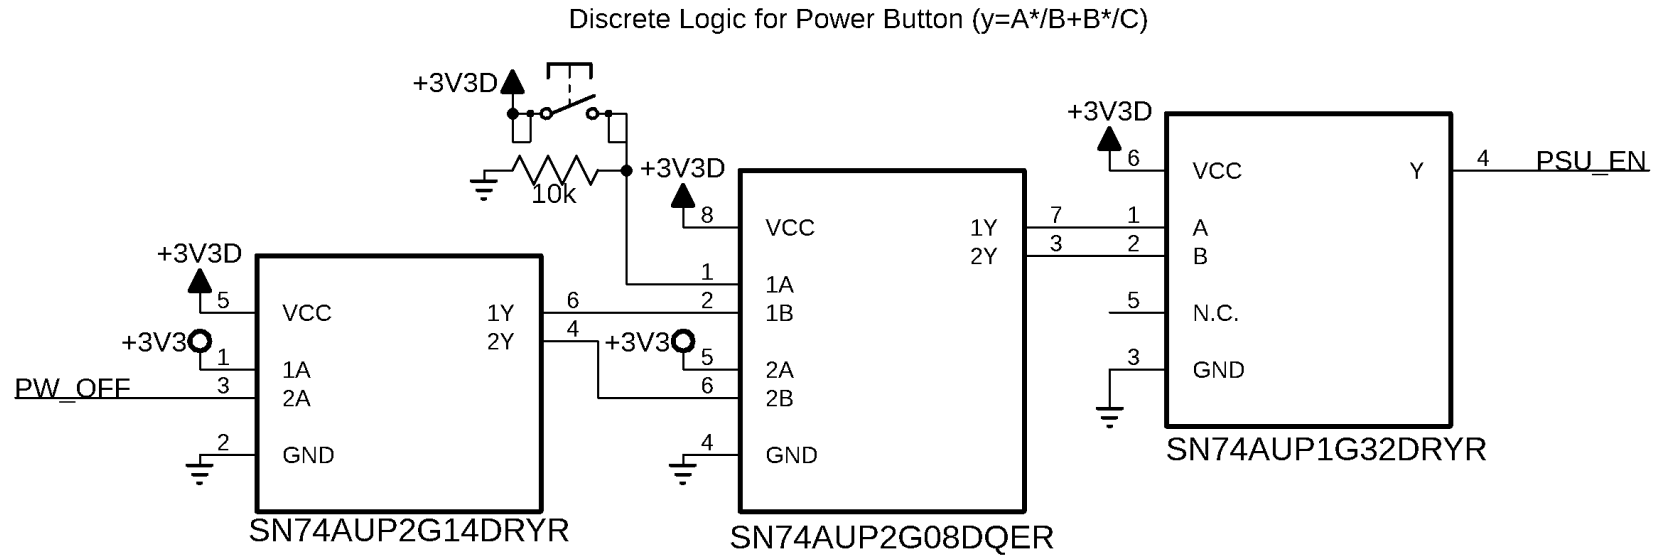 Discrete Logic for Power Button (y=A*/B+B*/C)
+3V3D
10k
+3V3D
5
VCC
+3V3
1
1A
PW_OFF
3
2A
2
GND
1Y
6
2Y
4
SN74AUP2G14DRYR
+3V3D
8
VCC
1
1A
2
1B
+3V3
5
2A
6
2B
4
GND
1Y
7
2Y
3
SN74AUP2G08DQER
+3V3D
6
VCC
1
A
2
B
5
N.C.
3
GND
Y
4
PSU_EN
SN74AUP1G32DRYR